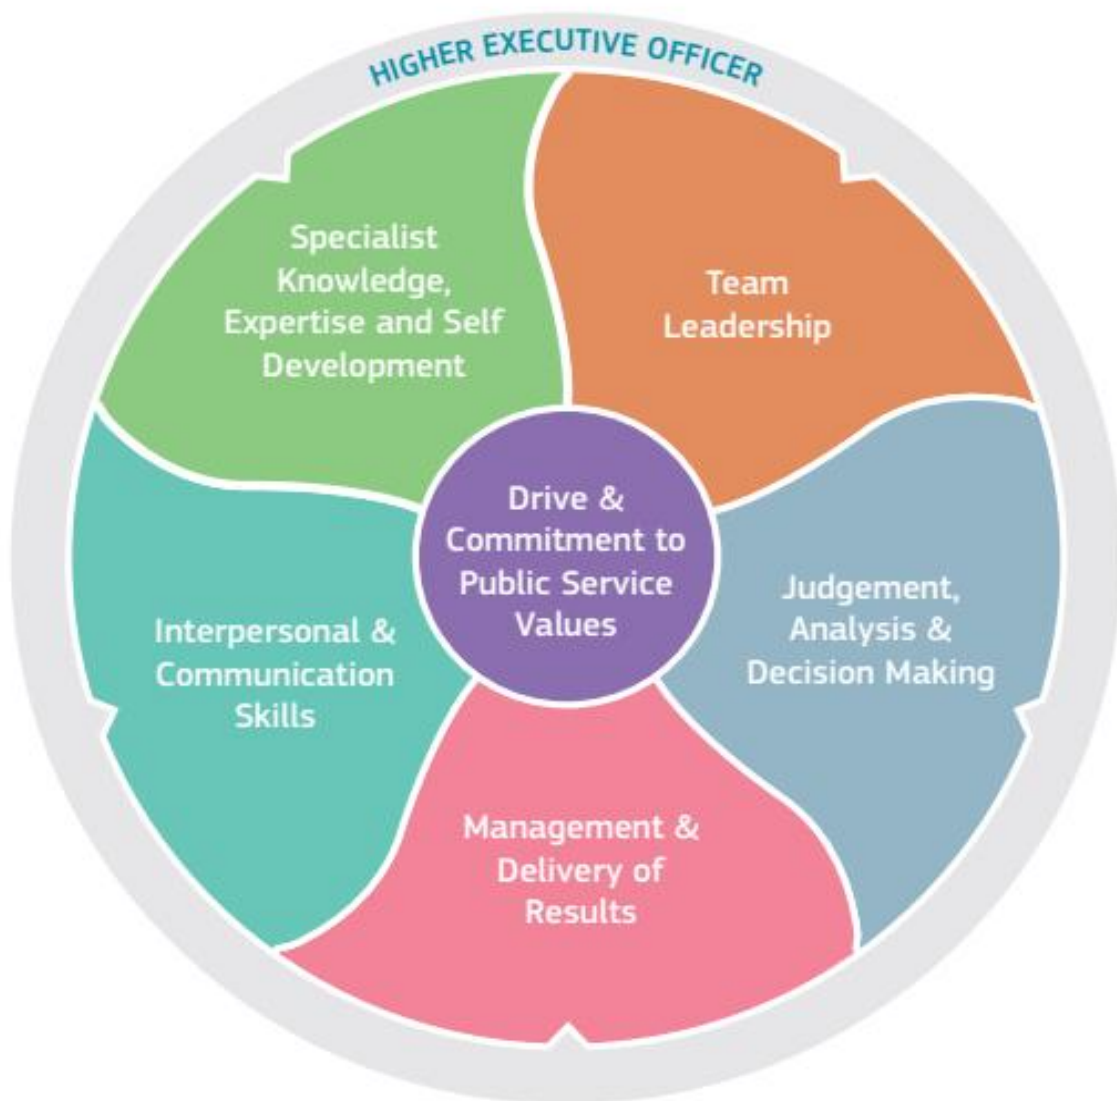 HIGHER EXECUTIVE OFFICER
Specialist
Knowledge,
Expertise and Self
Development
Team
Leadership
Drive &
Commitment to
Public Service
Values
Judgement,
Analysis &
Decision Making
Interpersonal &
Communication
Skills
Management &
Delivery of
Results